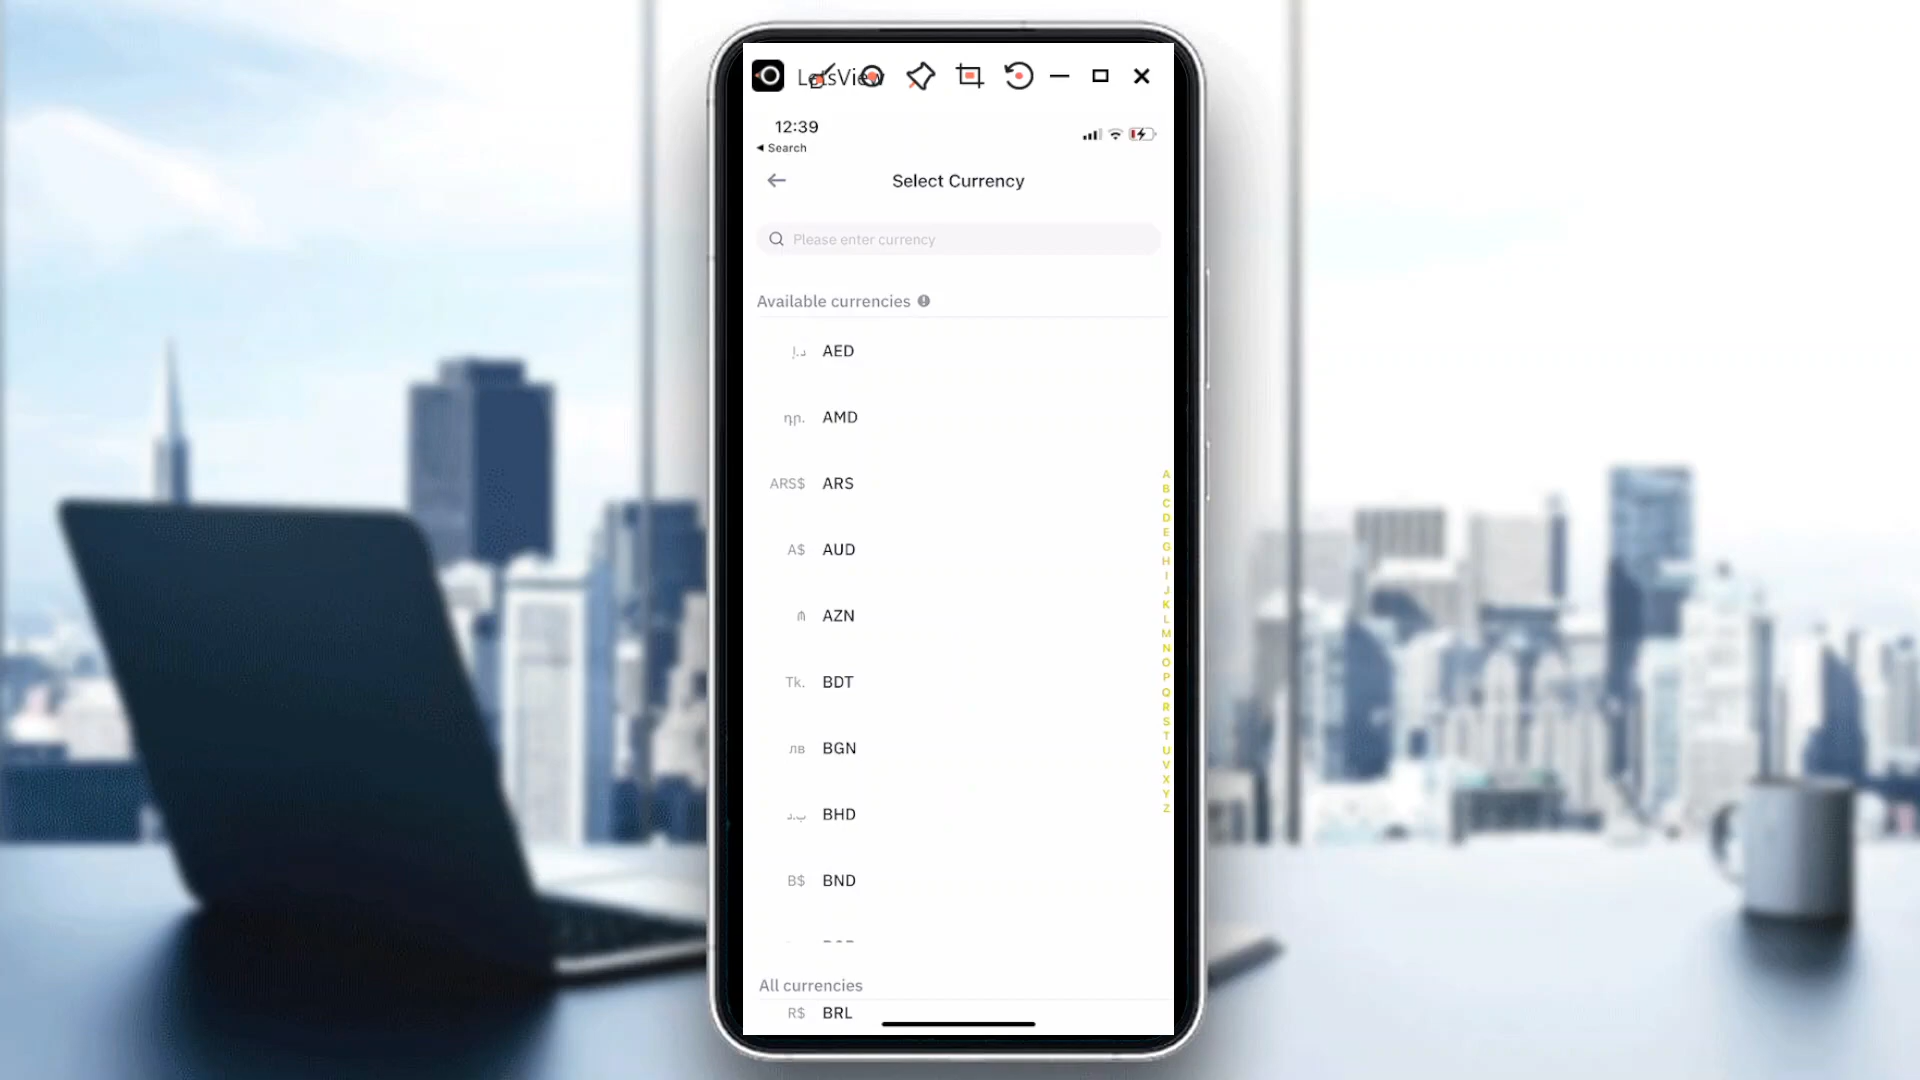 LetsView
12:39
◀ Search
Select Currency
Please enter currency
Available currencies
د.إ AED
դր. AMD
ARS$ ARS
A$ AUD
₼ AZN
Tk. BDT
лв BGN
.د.ب BHD
B$ BND
All currencies
R$ BRL
A
B
C
D
E
G
H
I
J
K
L
M
N
O
P
Q
R
S
T
U
V
X
Y
Z